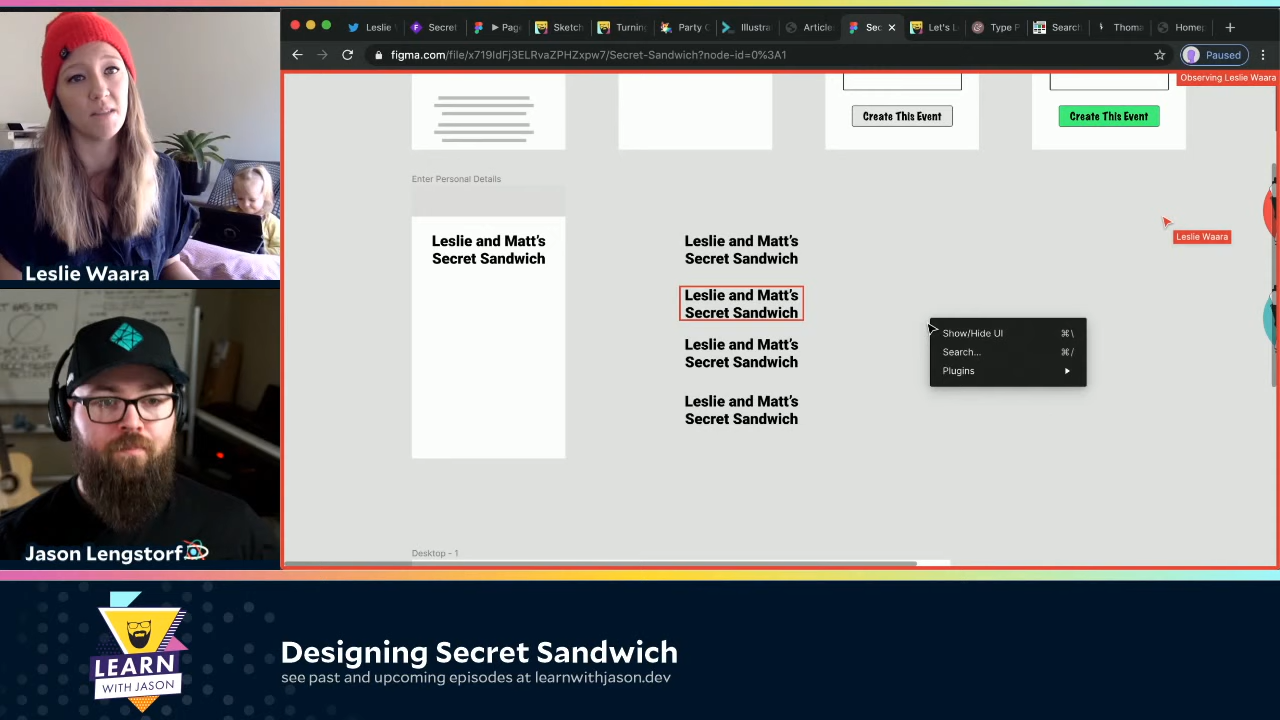 Leslie
Secret
Page
Sketch
Turning
Party
Illustra
Article
Sec
Let's
Type P
Search
Thoma
Homep
figma.com/file/x719IdFj3ELRvaZPHZxpw7/Secret-Sandwich?node-id=0%3A1
Paused
Observing Leslie Waara
Create This Event
Create This Event
Enter Personal Details
Leslie and Matt's
Secret Sandwich
Leslie and Matt's
Secret Sandwich
Leslie and Matt's
Secret Sandwich
Leslie and Matt's
Secret Sandwich
Leslie and Matt's
Secret Sandwich
Leslie Waara
Show/Hide UI ⌘\
Search... ⌘/
Plugins
Desktop - 1
Leslie Waara
Jason Lengstorf
LEARN
WITH JASON
Designing Secret Sandwich
see past and upcoming episodes at learnwithjason.dev